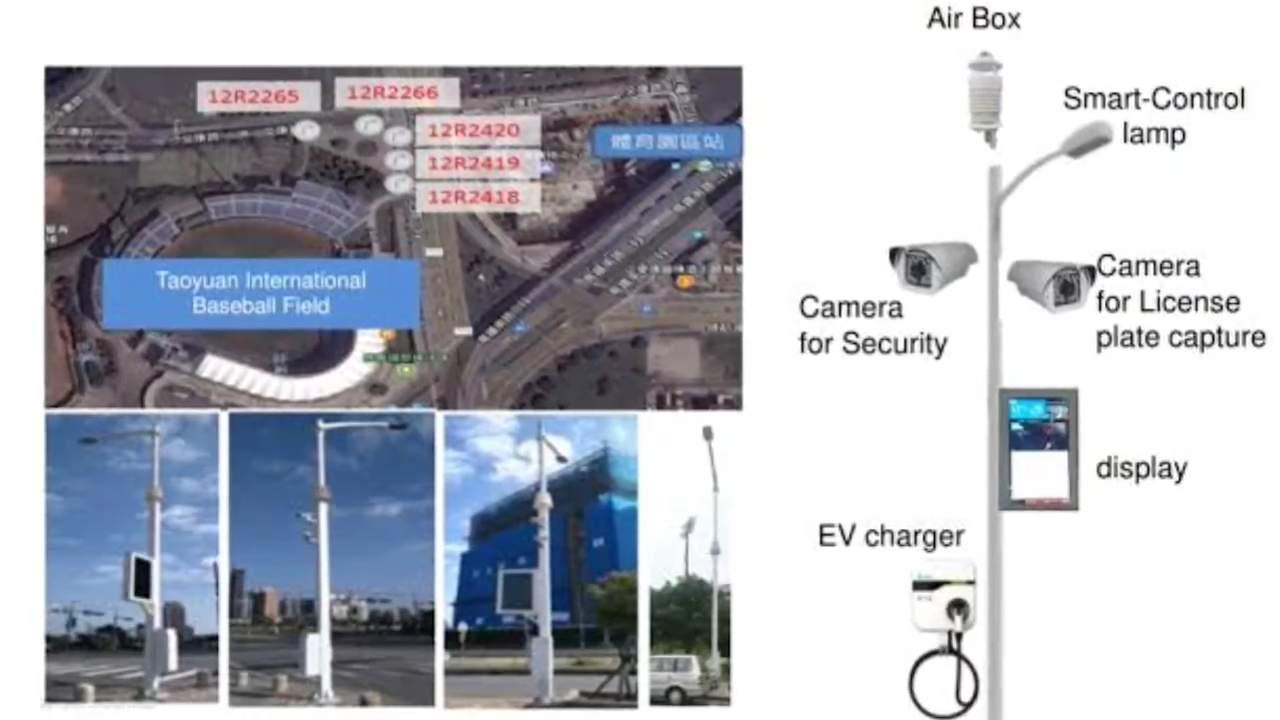 Air Box
Smart-Control
lamp
12R2265
12R2266
12R2420
12R2419
12R2418
體育園區站
Taoyuan International
Baseball Field
Camera
for Security
Camera
for License
plate capture
display
EV charger